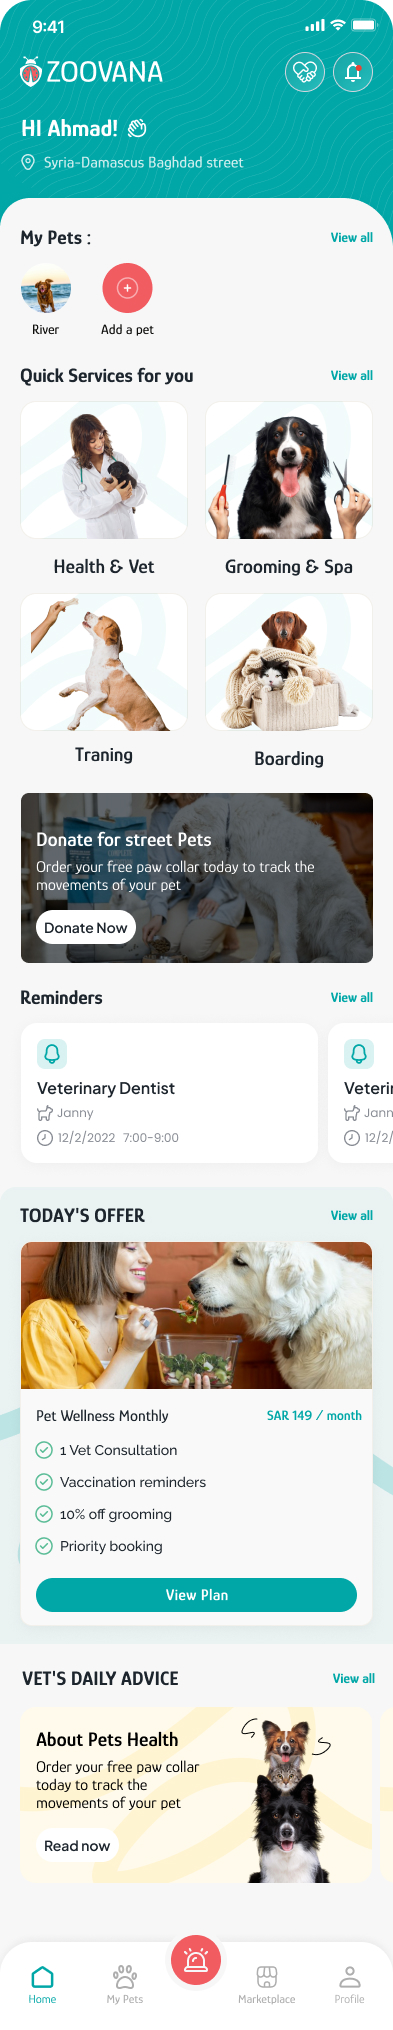 9:41
ZOOVANA
HI Ahmad!
Syria-Damascus Baghdad street
My Pets :
View all
River
Add a pet
Quick Services for you
View all
Health & Vet
Grooming & Spa
Traning
Boarding
Donate for street Pets
Order your free paw collar today to track the
movements of your pet
Donate Now
Reminders
View all
Veterinary Dentist
Janny
12/2/2022 7:00-9:00
Veterin
Jann
12/2/
TODAY'S OFFER
View all
Pet Wellness Monthly
SAR 149 / month
1 Vet Consultation
Vaccination reminders
10% off grooming
Priority booking
View Plan
VET'S DAILY ADVICE
View all
About Pets Health
Order your free paw collar
today to track the
movements of your pet
Read now
Home
My Pets
Marketplace
Profile